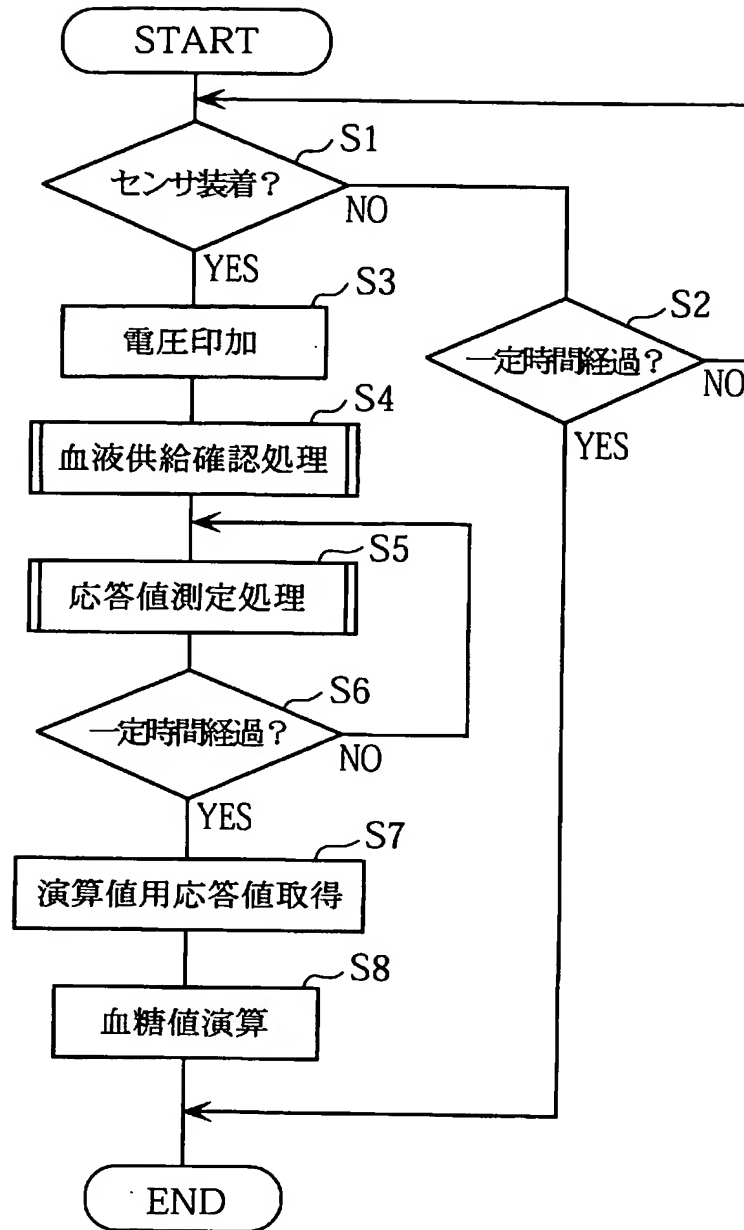 START
S1
センサ装着?
NO
YES
S3
電圧印加
S2
一定時間経過?
NO
YES
S4
血液供給確認処理
S5
応答値測定処理
S6
一定時間経過?
NO
YES
S7
演算値用応答値取得
S8
血糖値演算
END